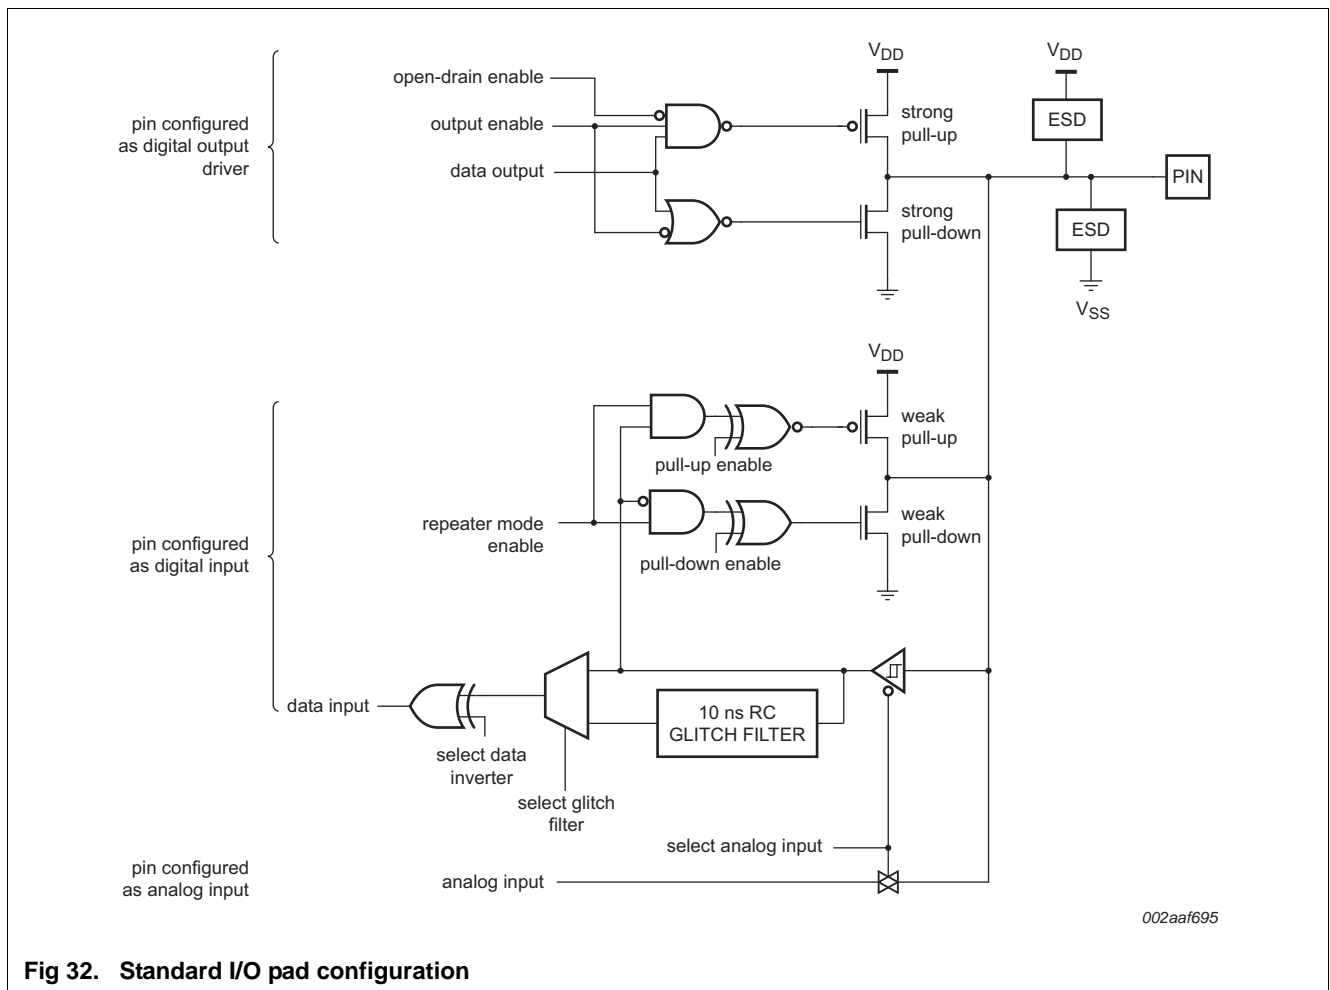 pin configured
as digital output
driver
open-drain enable
output enable
data output
VDD
strong
pull-up
strong
pull-down
VDD
ESD
PIN
ESD
VSS
pin configured
as digital input
VDD
weak
pull-up
pull-up enable
repeater mode
enable
weak
pull-down
pull-down enable
data input
select data
inverter
10 ns RC
GLITCH FILTER
select glitch
filter
select analog input
pin configured
as analog input
analog input
002aaf695
Fig 32. Standard I/O pad configuration